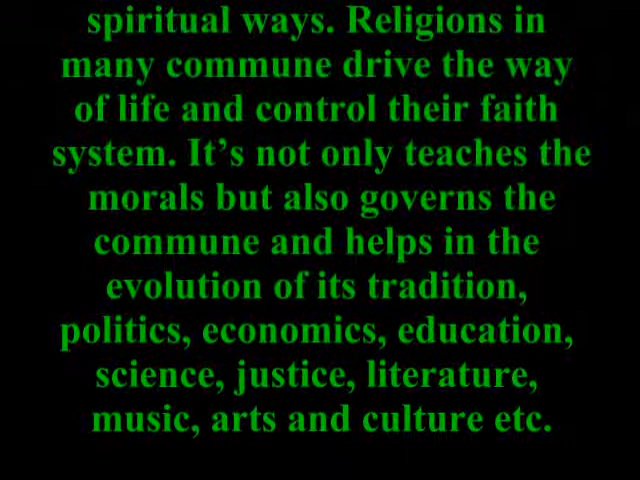 spiritual ways. Religions in
many commune drive the way
of life and control their faith
system. It’s not only teaches the
morals but also governs the
commune and helps in the
evolution of its tradition,
politics, economics, education,
science, justice, literature,
music, arts and culture etc.